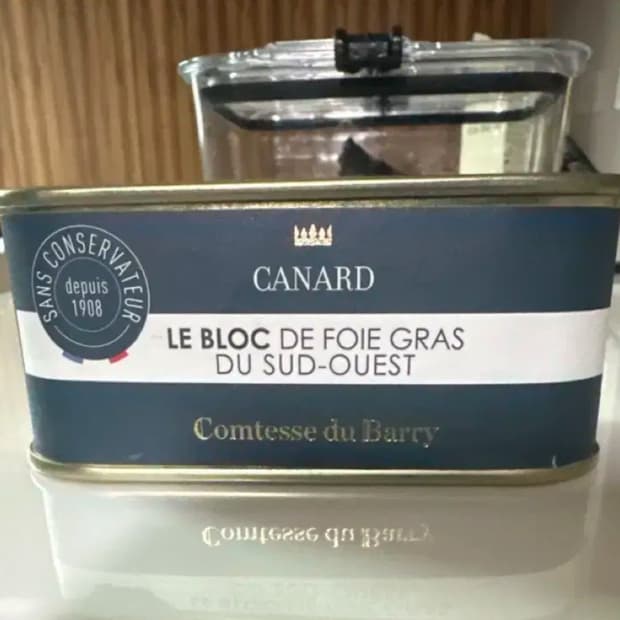 SANS CONSERVATEUR
depuis
1908
CANARD
LE BLOC DE FOIE GRAS
DU SUD-OUEST
Comtesse du Barry